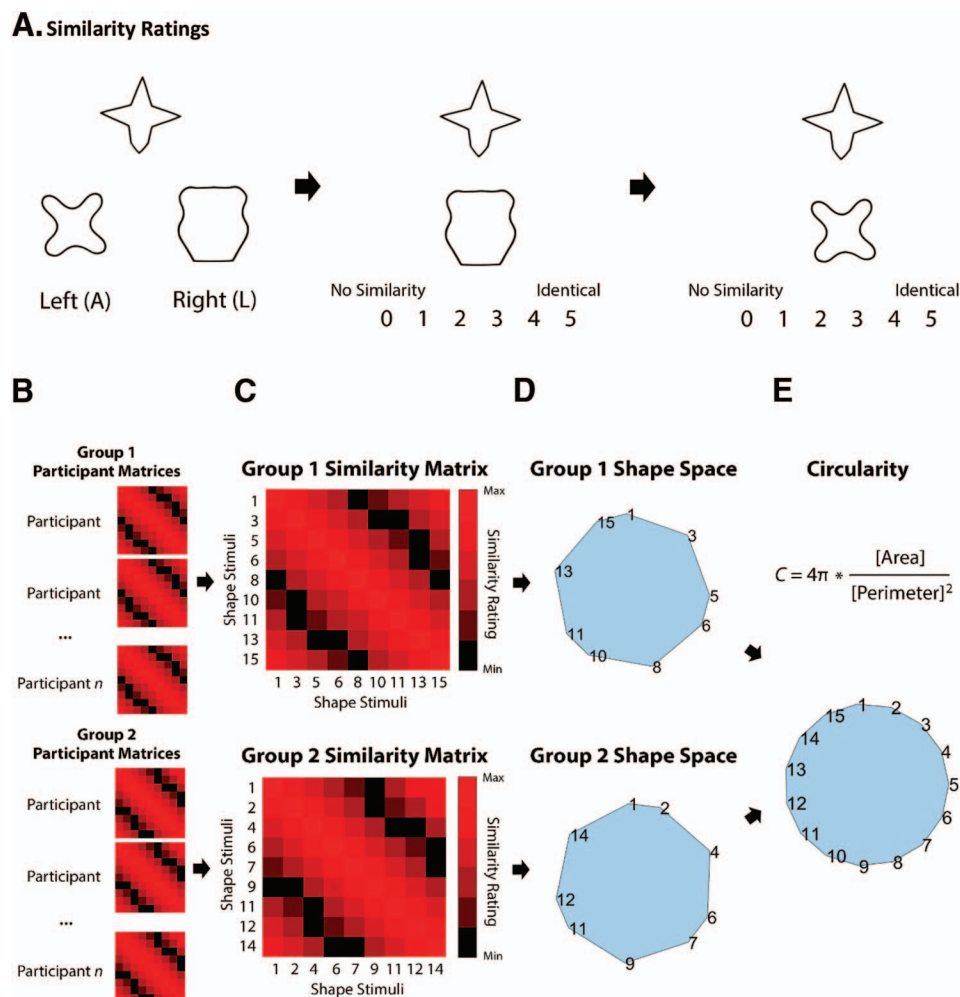 A. Similarity Ratings
Left (A) Right (L)
No Similarity Identical
0 1 2 3 4 5
No Similarity Identical
0 1 2 3 4 5
B C D E
Group 1
Participant Matrices
Participant
Participant
...
Participant n
Group 1 Similarity Matrix
Shape Stimuli
1
3
5
6
8
10
11
13
15
1 3 5 6 8 10 11 13 15
Shape Stimuli
Max
Similarity Rating
Min
Group 1 Shape Space
1
3
5
6
8
10
11
13
15
Circularity
C = 4π * [Area]
[Perimeter]²
Group 2
Participant Matrices
Participant
Participant
...
Participant n
Group 2 Similarity Matrix
Shape Stimuli
1
2
4
6
7
9
11
12
14
1 2 4 6 7 9 11 12 14
Shape Stimuli
Max
Similarity Rating
Min
Group 2 Shape Space
1
2
4
6
7
9
11
12
14
1
2
3
4
5
6
7
8
9
10
11
12
13
14
15